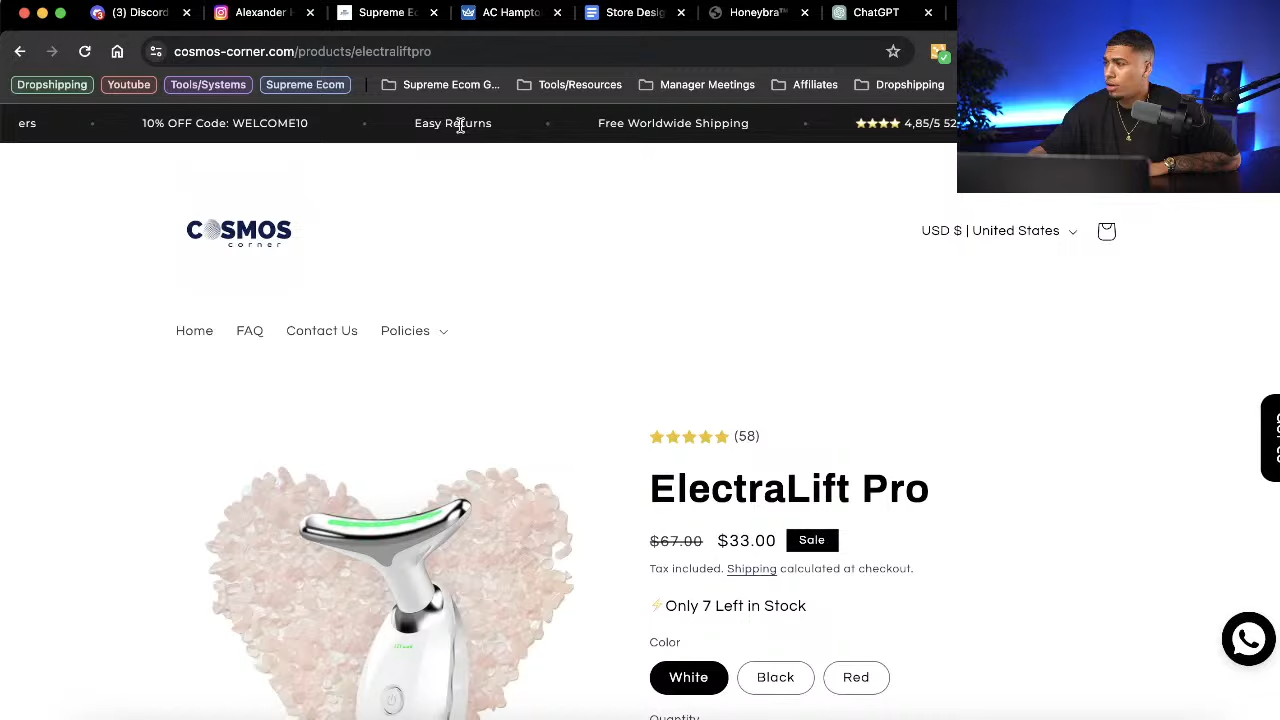 (3) Discord
Alexander
Supreme Ec
AC Hampto
Store Desig
Honeybra™
ChatGPT
cosmos-corner.com/products/electraliftpro
Dropshipping
Youtube
Tools/Systems
Supreme Ecom
Supreme Ecom G...
Tools/Resources
Manager Meetings
Affiliates
Dropshipping
ers • 10% OFF Code: WELCOME10 • Easy Returns • Free Worldwide Shipping • ★★★★ 4,85/5 52
COSMOS
corner
USD $ | United States
Home FAQ Contact Us Policies
★★★★★ (58)
ElectraLift Pro
$67.00 $33.00 Sale
Tax included. Shipping calculated at checkout.
⚡Only 7 Left in Stock
Color
White Black Red
Quantity